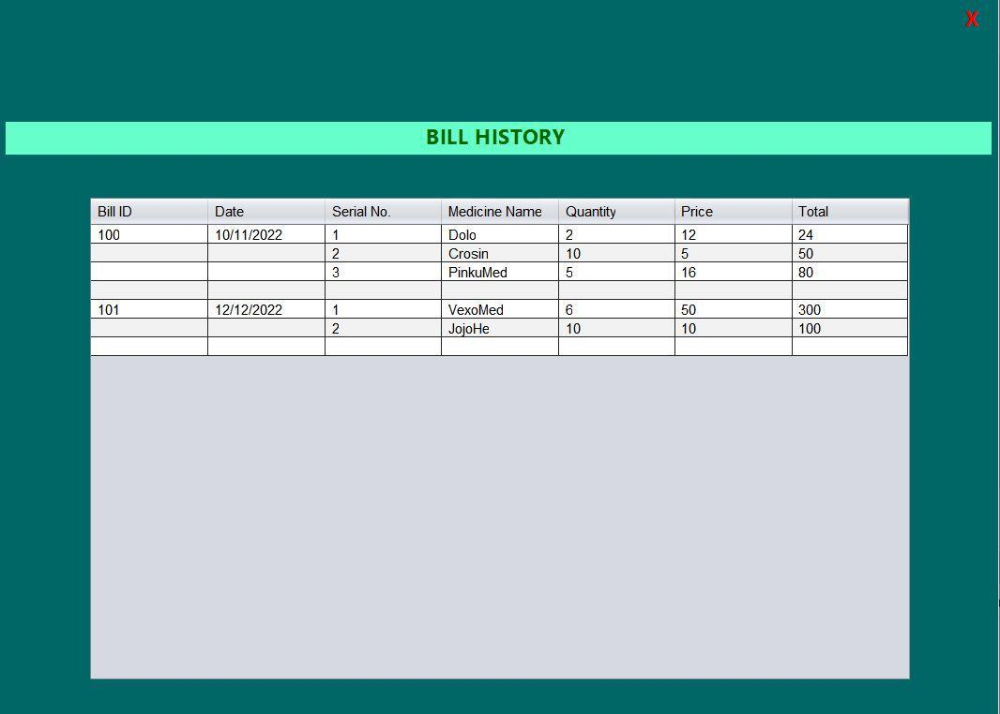 X
BILL HISTORY
Bill ID Date Serial No. Medicine Name Quantity Price Total
100 10/11/2022 1 Dolo 2 12 24
2 Crosin 10 5 50
3 PinkuMed 5 16 80
101 12/12/2022 1 VexoMed 6 50 300
2 JojoHe 10 10 100